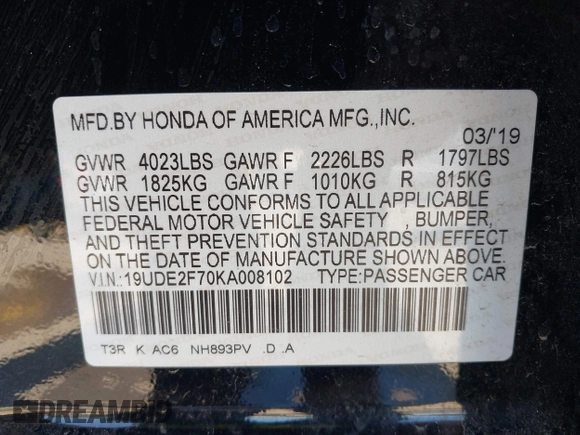 MFD.BY HONDA OF AMERICA MFG.,INC.
03/'19
GVWR 4023LBS GAWR F 2226LBS R 1797LBS
GVWR 1825KG GAWR F 1010KG R 815KG
THIS VEHICLE CONFORMS TO ALL APPLICABLE
FEDERAL MOTOR VEHICLE SAFETY , BUMPER,
AND THEFT PREVENTION STANDARDS IN EFFECT
ON THE DATE OF MANUFACTURE SHOWN ABOVE.
V.I.N.:19UDE2F70KA008102 TYPE:PASSENGER CAR
T3R K AC6 NH893PV .D .A
DREAMBID